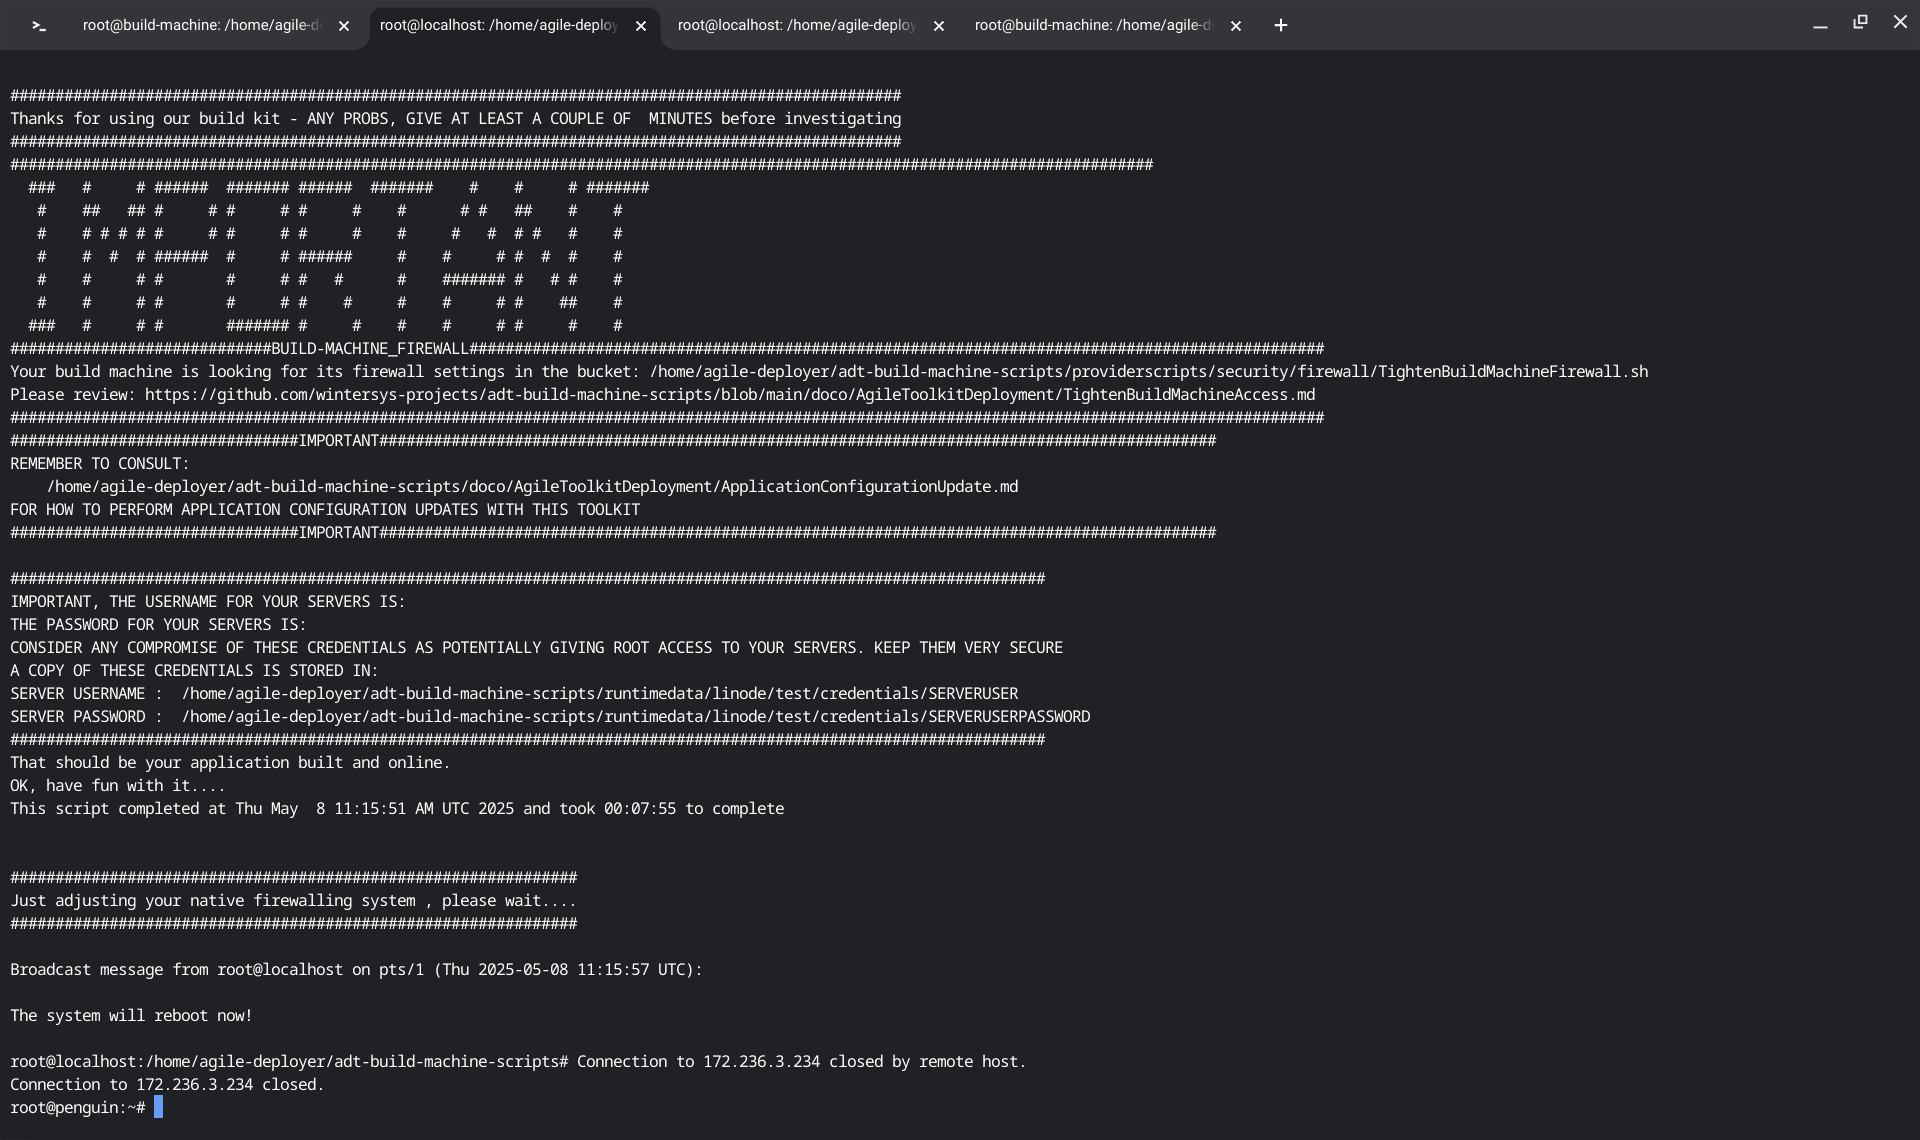 root@build-machine: /home/agile-d
root@localhost: /home/agile-deploy
root@localhost: /home/agile-deploy
root@build-machine: /home/agile-d
###################################################################################################
Thanks for using our build kit - ANY PROBS, GIVE AT LEAST A COUPLE OF  MINUTES before investigating
###################################################################################################
###############################################################################################################################
  ###   #     # ######  ####### ######  #######    #    #     # #######
   #    ##   ## #     # #     # #     #    #      # #   ##    #    #
   #    # # # # #     # #     # #     #    #     #   #  # #   #    #
   #    #  #  # ######  #     # ######     #    #     # #  #  #    #
   #    #     # #       #     # #   #      #    ####### #   # #    #
   #    #     # #       #     # #    #     #    #     # #    ##    #
  ###   #     # #       ####### #     #    #    #     # #     #    #
#############################BUILD-MACHINE_FIREWALL###############################################################################################
Your build machine is looking for its firewall settings in the bucket: /home/agile-deployer/adt-build-machine-scripts/providerscripts/security/firewall/TightenBuildMachineFirewall.sh
Please review: https://github.com/wintersys-projects/adt-build-machine-scripts/blob/main/doco/AgileToolkitDeployment/TightenBuildMachineAccess.md
##################################################################################################################################################
################################IMPORTANT#############################################################################################
REMEMBER TO CONSULT:
    /home/agile-deployer/adt-build-machine-scripts/doco/AgileToolkitDeployment/ApplicationConfigurationUpdate.md
FOR HOW TO PERFORM APPLICATION CONFIGURATION UPDATES WITH THIS TOOLKIT
################################IMPORTANT#############################################################################################
###################################################################################################################
IMPORTANT, THE USERNAME FOR YOUR SERVERS IS:
THE PASSWORD FOR YOUR SERVERS IS:
CONSIDER ANY COMPROMISE OF THESE CREDENTIALS AS POTENTIALLY GIVING ROOT ACCESS TO YOUR SERVERS. KEEP THEM VERY SECURE
A COPY OF THESE CREDENTIALS IS STORED IN:
SERVER USERNAME :  /home/agile-deployer/adt-build-machine-scripts/runtimedata/linode/test/credentials/SERVERUSER
SERVER PASSWORD :  /home/agile-deployer/adt-build-machine-scripts/runtimedata/linode/test/credentials/SERVERUSERPASSWORD
###################################################################################################################
That should be your application built and online.
OK, have fun with it....
This script completed at Thu May  8 11:15:51 AM UTC 2025 and took 00:07:55 to complete
###############################################################
Just adjusting your native firewalling system , please wait....
###############################################################
Broadcast message from root@localhost on pts/1 (Thu 2025-05-08 11:15:57 UTC):
The system will reboot now!
root@localhost:/home/agile-deployer/adt-build-machine-scripts# Connection to 172.236.3.234 closed by remote host.
Connection to 172.236.3.234 closed.
root@penguin:~#